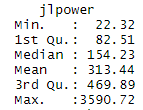 jlpower
Min.   :  22.32
1st Qu.:  82.51
Median : 154.23
Mean   : 313.44
3rd Qu.: 469.89
Max.   :3590.72